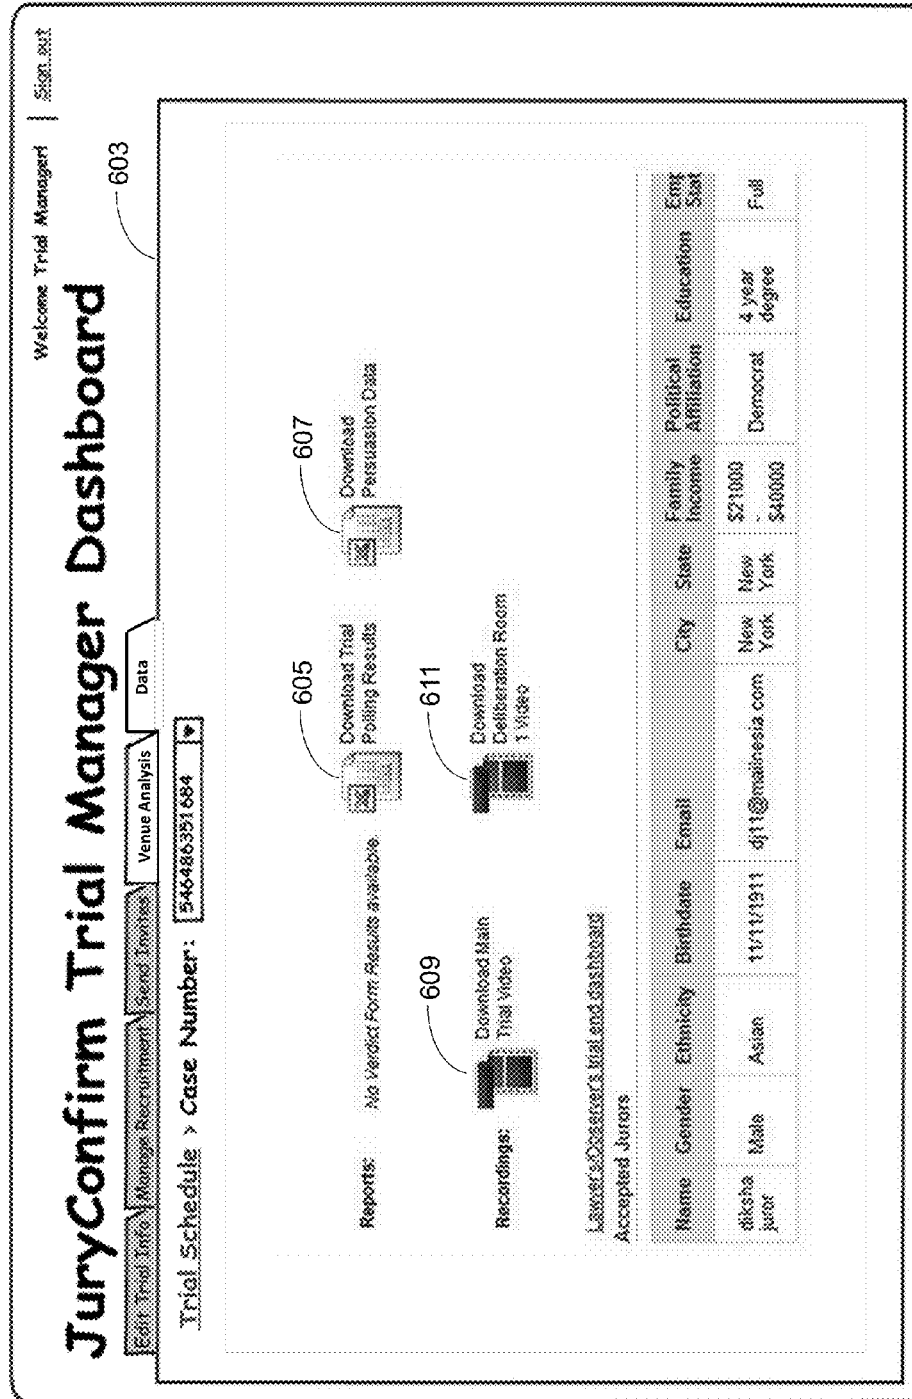 Welcome Trial Manager! | Sign out
JuryConfirm Trial Manager Dashboard
603
Edit Trial Info Manage Recruitment Send Invites Venue Analysis Data
Trial Schedule > Case Number: 546486351684
605
607
Reports:
No Verdict Form Results available.
Download Trial
Polling Results
Download
Persuasion Data
609
611
Recordings:
Download Main
Trial Video
Download
Deliberation Room
1 Video
Lawyer's/Observer's trial end dashboard
Accepted Jurors
Name Gender Ethnicity Birthdate Email City State Family Income Political Affiliation Education Emp Stat
diksha juror Male Asian 11/11/1911 dj11@mailnesia com New York New York $21000 - $40000 Democrat 4 year degree Full